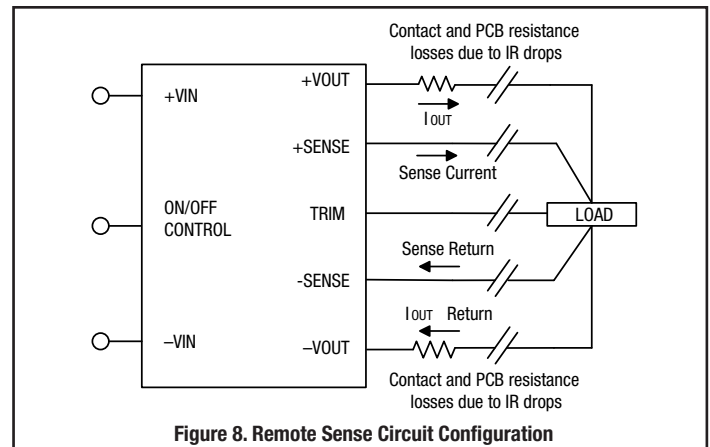 Contact and PCB resistance
losses due to IR drops
+VOUT
+VIN
IOUT
+SENSE
Sense Current
ON/OFF
CONTROL
TRIM
LOAD
Sense Return
-SENSE
IOUT Return
–VIN
–VOUT
Contact and PCB resistance
losses due to IR drops
Figure 8. Remote Sense Circuit Configuration